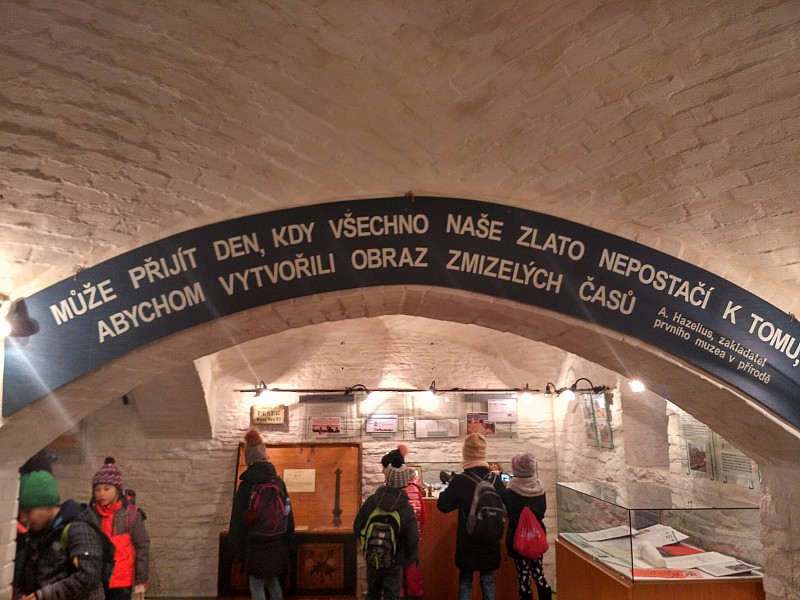 MŮŽE PŘIJÍT DEN, KDY VŠECHNO NAŠE ZLATO NEPOSTAČÍ K TOMU,
ABYCHOM VYTVOŘILI OBRAZ ZMIZELÝCH ČASŮ
A. Hazelius, zakladatel
prvního muzea v přírodě